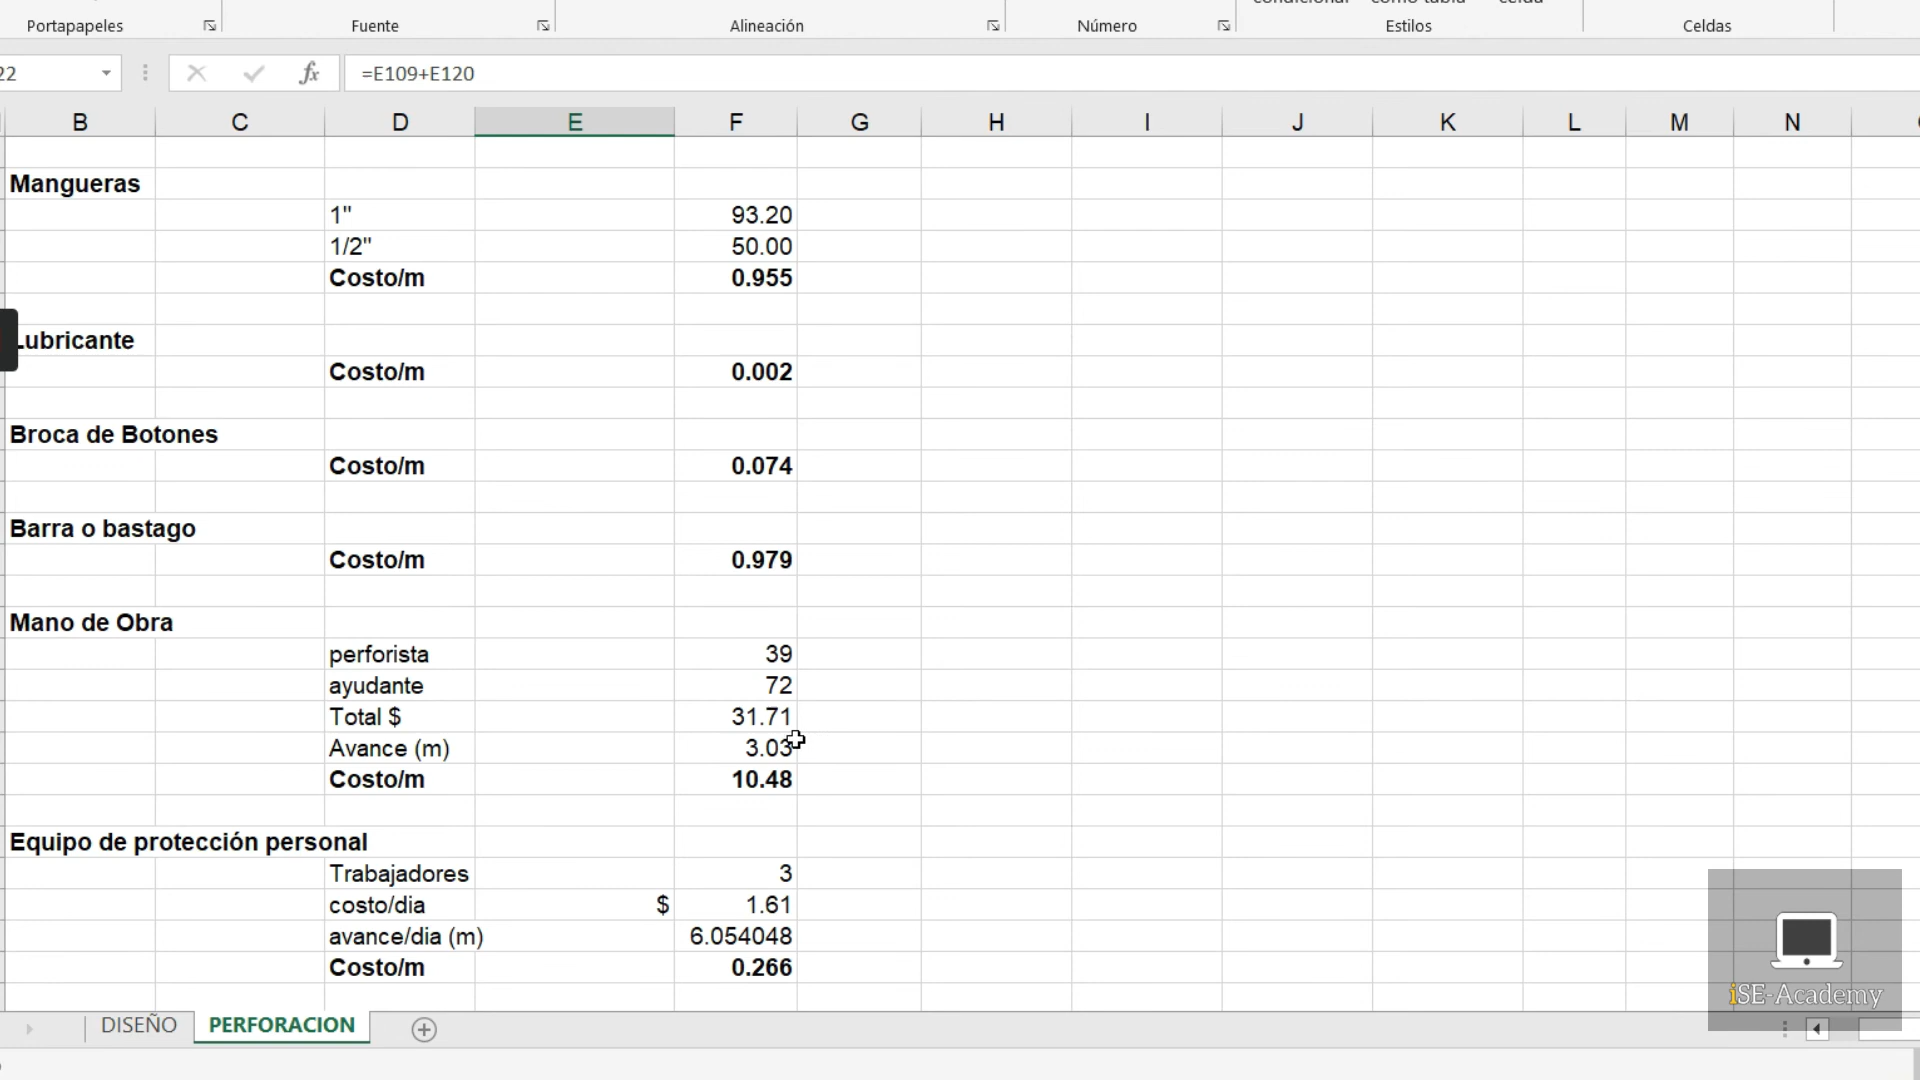 Portapapeles Fuente Alineación Número Estilos Celdas
22 fx =E109+E120
B C D E F G H I J K L M N
Mangueras
1" 93.20
1/2" 50.00
Costo/m 0.955
Lubricante
Costo/m 0.002
Broca de Botones
Costo/m 0.074
Barra o bastago
Costo/m 0.979
Mano de Obra
perforista 39
ayudante 72
Total $ 31.71
Avance (m) 3.03
Costo/m 10.48
Equipo de protección personal
Trabajadores 3
costo/dia $ 1.61
avance/dia (m) 6.054048
Costo/m 0.266
iSE-Academy
DISEÑO PERFORACION